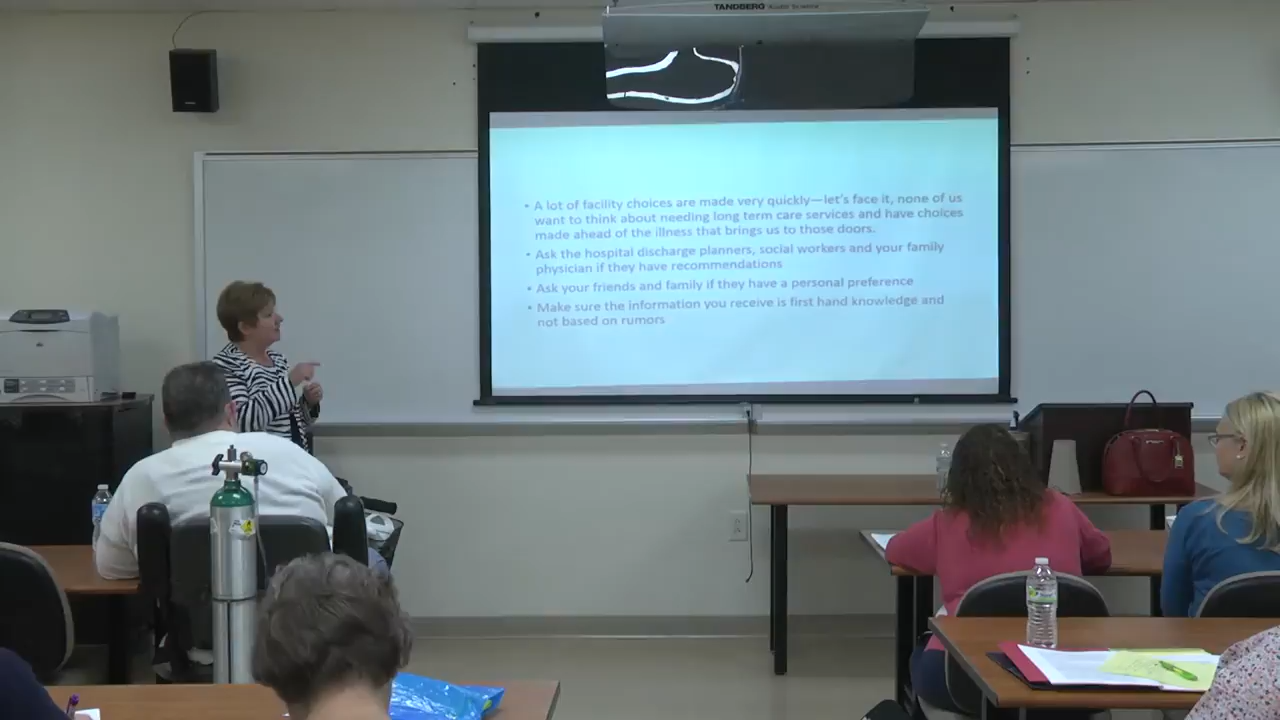 TANDBERG
• A lot of facility choices are made very quickly—let's face it, none of us
want to think about needing long term care services and have choices
made ahead of the illness that brings us to those doors.
• Ask the hospital discharge planners, social workers and your family
physician if they have recommendations
• Ask your friends and family if they have a personal preference
• Make sure the information you receive is first hand knowledge and
not based on rumors